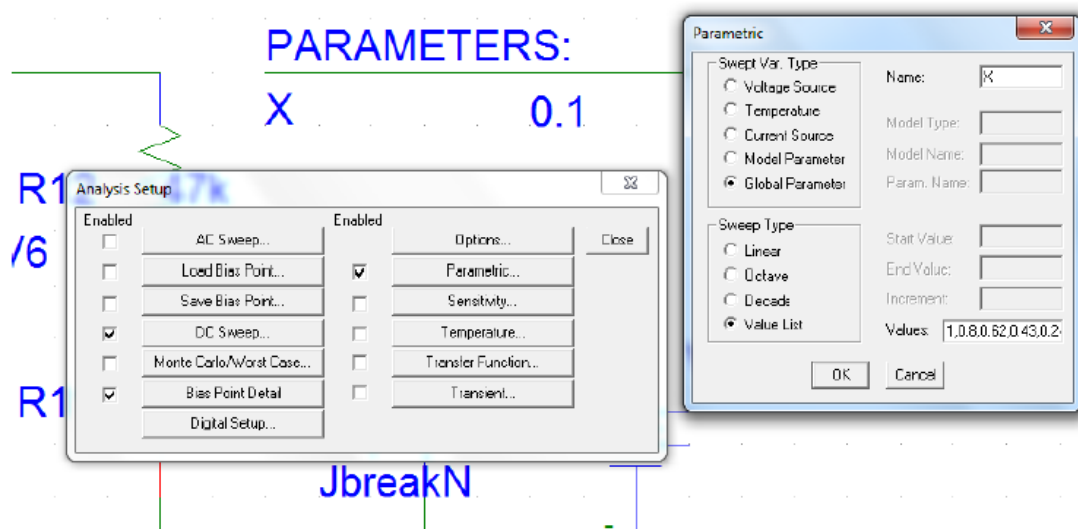 PARAMETERS:
X 0.1
R12 47k
V6
R1
JbreakN
Analysis Setup
Enabled
Enabled
AC Sweep...
Load Bias Point...
Save Bias Point...
DC Sweep...
Monte Carlo/Worst Case...
Bias Point Detail
Digital Setup...
Options...
Parametric...
Sensitivity...
Temperature...
Transfer Function...
Transient...
Close
Parametric
Swept Var. Type
Voltage Source
Temperature
Current Source
Model Parameter
Global Parameter
Name: X
Model Type:
Model Name:
Param. Name:
Sweep Type
Linear
Octave
Decade
Value List
Start Value:
End Value:
Increment:
Values: 1,0.8,0.62,0.43,0.2
OK
Cancel